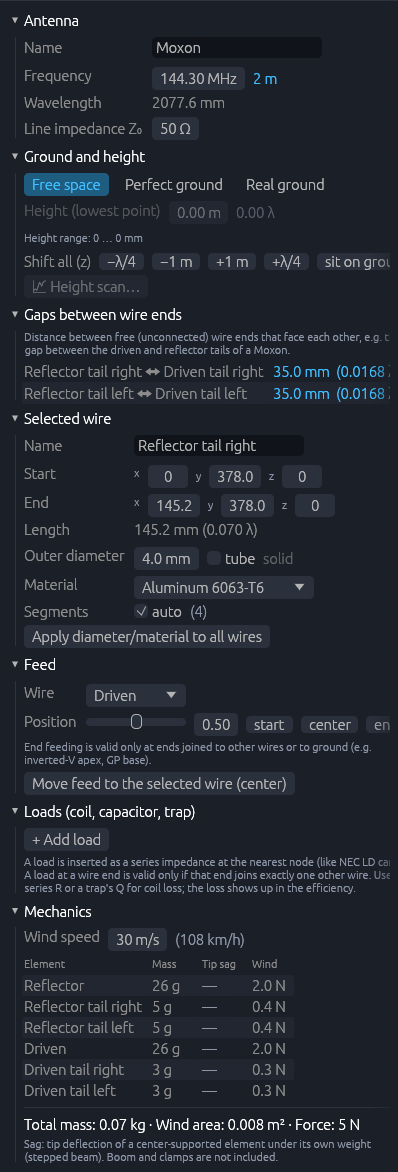 Antenna
Name Moxon
Frequency 144.30 MHz 2 m
Wavelength 2077.6 mm
Line impedance Z₀ 50 Ω
Ground and height
Free space Perfect ground Real ground
Height (lowest point) 0.00 m 0.00 λ
Height range: 0 … 0 mm
Shift all (z) −λ/4 −1 m +1 m +λ/4 sit on grou
Height scan…
Gaps between wire ends
Distance between free (unconnected) wire ends that face each other, e.g. t
gap between the driven and reflector tails of a Moxon.
Reflector tail right ⬌ Driven tail right 35.0 mm (0.0168
Reflector tail left ⬌ Driven tail left 35.0 mm (0.0168
Selected wire
Name Reflector tail right
Start x 0 y 378.0 z 0
End x 145.2 y 378.0 z 0
Length 145.2 mm (0.070 λ)
Outer diameter 4.0 mm tube solid
Material Aluminum 6063-T6
Segments auto (4)
Apply diameter/material to all wires
Feed
Wire Driven
Position 0.50 start center en
End feeding is valid only at ends joined to other wires or to ground (e.g.
inverted-V apex, GP base).
Move feed to the selected wire (center)
Loads (coil, capacitor, trap)
+ Add load
A load is inserted as a series impedance at the nearest node (like NEC LD ca
A load at a wire end is valid only if that end joins exactly one other wire. Use
series R or a trap's Q for coil loss; the loss shows up in the efficiency.
Mechanics
Wind speed 30 m/s (108 km/h)
Element Mass Tip sag Wind
Reflector 26 g — 2.0 N
Reflector tail right 5 g — 0.4 N
Reflector tail left 5 g — 0.4 N
Driven 26 g — 2.0 N
Driven tail right 3 g — 0.3 N
Driven tail left 3 g — 0.3 N
Total mass: 0.07 kg · Wind area: 0.008 m² · Force: 5 N
Sag: tip deflection of a center-supported element under its own weight
(stepped beam). Boom and clamps are not included.